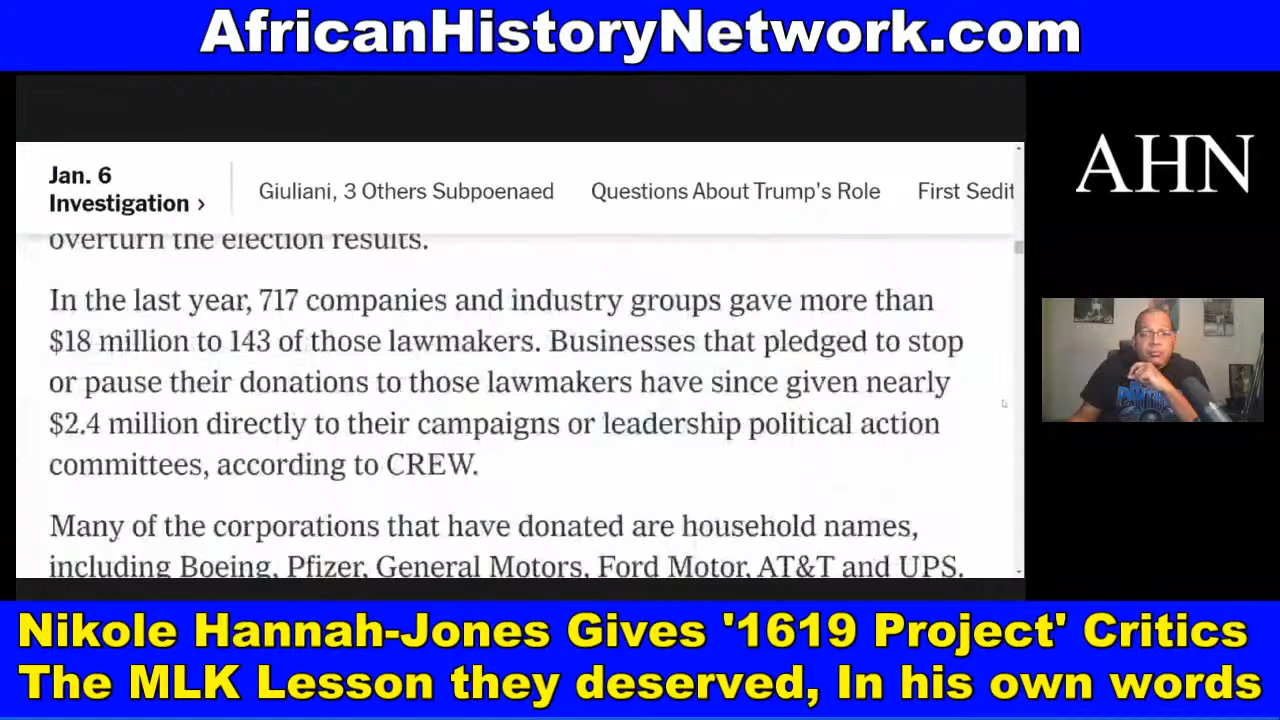 AfricanHistoryNetwork.com
Jan. 6
Investigation >
Giuliani, 3 Others Subpoenaed
Questions About Trump's Role
First Sedit
AHN
overturn the election results.
In the last year, 717 companies and industry groups gave more than
$18 million to 143 of those lawmakers. Businesses that pledged to stop
or pause their donations to those lawmakers have since given nearly
$2.4 million directly to their campaigns or leadership political action
committees, according to CREW.
Many of the corporations that have donated are household names,
including Boeing, Pfizer, General Motors, Ford Motor, AT&T and UPS.
Nikole Hannah-Jones Gives '1619 Project' Critics
The MLK Lesson they deserved, In his own words